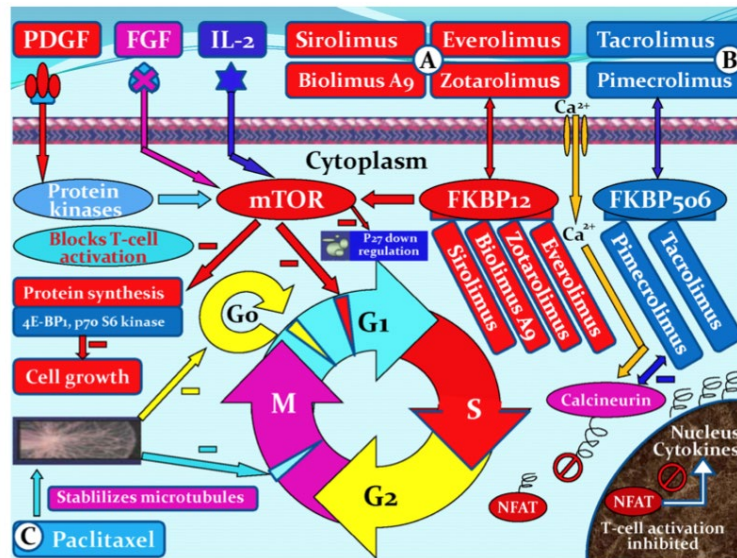 PDGF
FGF
IL-2
Sirolimus
Everolimus
A
Biolimus A9
Zotarolimus
Tacrolimus
B
Pimecrolimus
Ca2+
Cytoplasm
Protein kinases
mTOR
FKBP12
FKBP506
Blocks T-cell
activation
P27 down
regulation
Ca2+
Sirolimus
Biolimus A9
Zotarolimus
Everolimus
Pimecrolimus
Tacrolimus
Protein synthesis
4E-BP1, p70 S6 kinase
Cell growth
G0
G1
M
S
G2
Calcineurin
Nucleus
Cytokines
NFAT
NFAT
T-cell activation
inhibited
Stablilizes microtubules
C
Paclitaxel